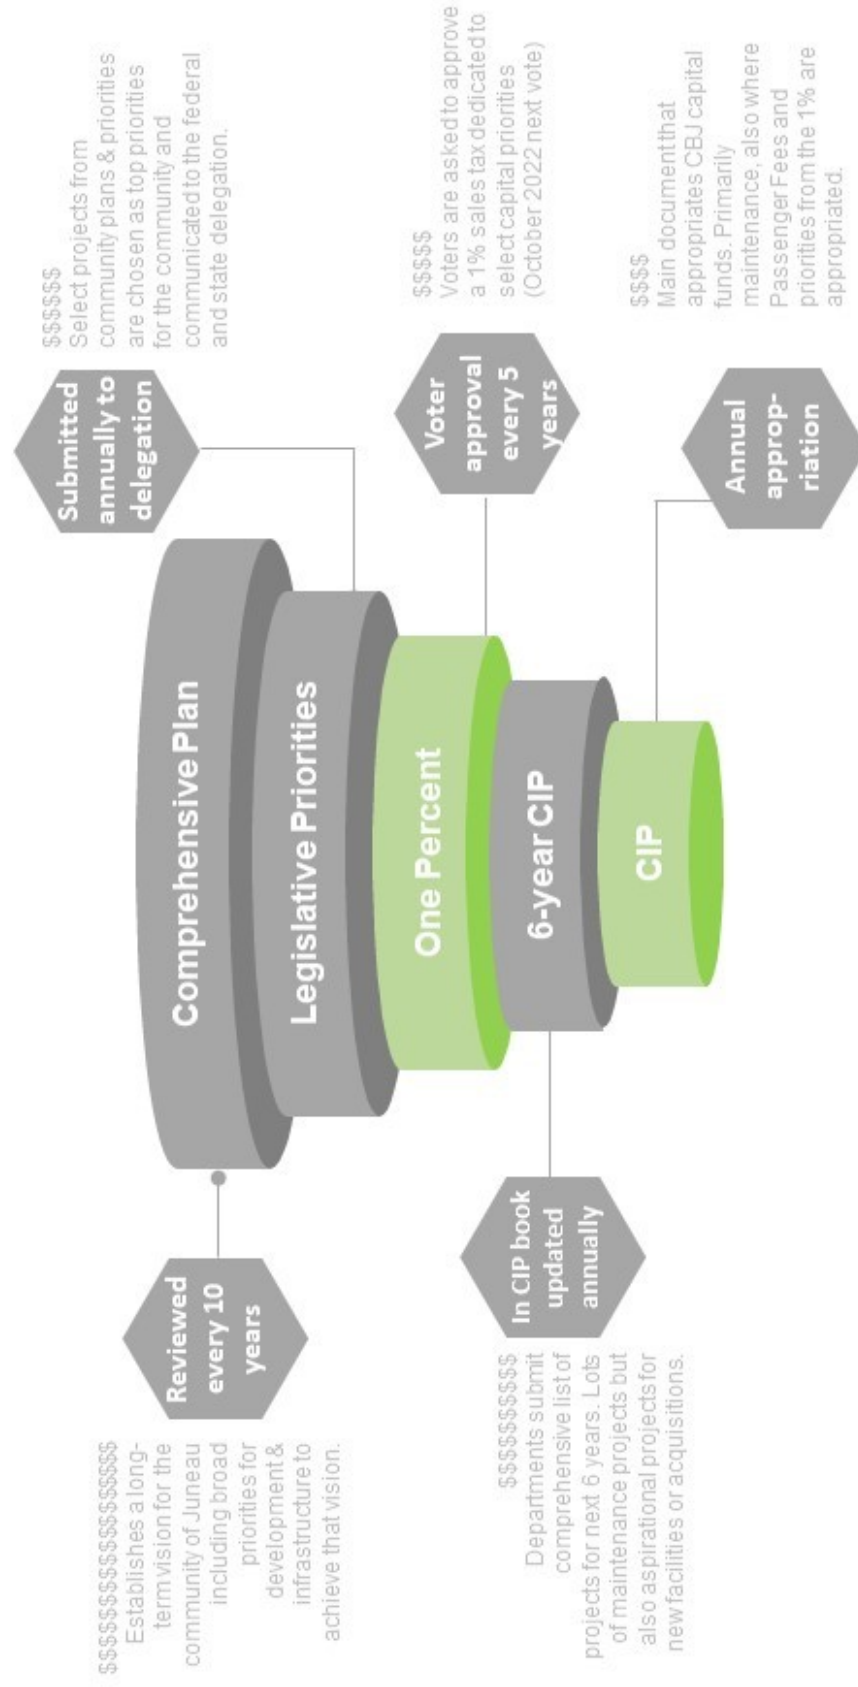 Comprehensive Plan
Legislative Priorities
One Percent
6-year CIP
CIP
Reviewed
every 10
years
Establishes a long-
term vision for the
community of Juneau
including broad
priorities for
development &
infrastructure to
achieve that vision.
Submitted
annually to
delegation
$$$$$$
Select projects from
community plans & priorities
are chosen as top priorities
for the community and
communicated to the federal
and state delegation.
Voter
approval
every 5
years
$$$$$
Voters are asked to approve
a 1% sales tax dedicated to
select capital priorities
(October 2022 next vote)
In CIP book
updated
annually
$$$$$$$$$$$
Departments submit
comprehensive list of
projects for next 6 years. Lots
of maintenance projects but
also aspirational projects for
new facilities or acquisitions.
Annual
approp-
riation
$$$$
Main document that
appropriates CBJ capital
funds. Primarily
maintenance, also where
Passenger Fees and
priorities from the 1% are
appropriated.